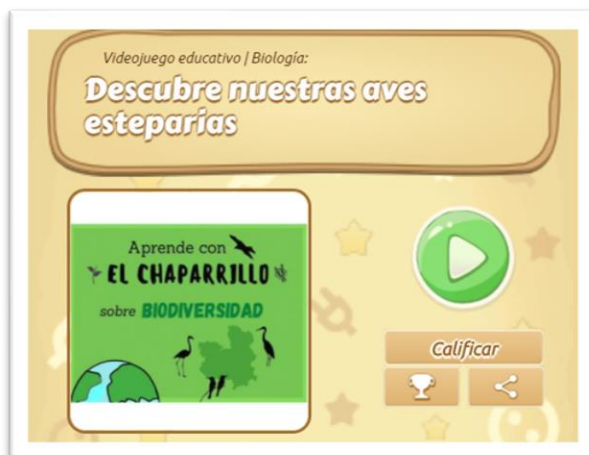 Videojuego educativo | Biología:
Descubre nuestras aves
esteparias
Aprende con
EL CHAPARRILLO
sobre BIODIVERSIDAD
Calificar